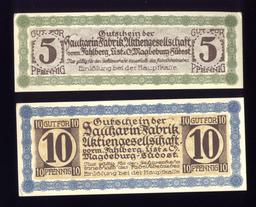 GUT FÜR
5
PFENNIG
Gutschein der
Saccharin-Fabrik Aktiengesellschaft
vorm. Fahlberg, List & Co. Magdeburg-Südost
Einlösung bei der Hauptkasse
GUT FÜR
5
PFENNIG
10 GUT FÜR 10
10
10 PFENNIG 10
Gutschein der
Saccharin-Fabrik
Aktiengesellschaft
vorm. Fahlberg, List & Co.
Magdeburg-Südost
Einlösung bei der Hauptkasse
10 GUT FÜR 10
10
10 PFENNIG 10